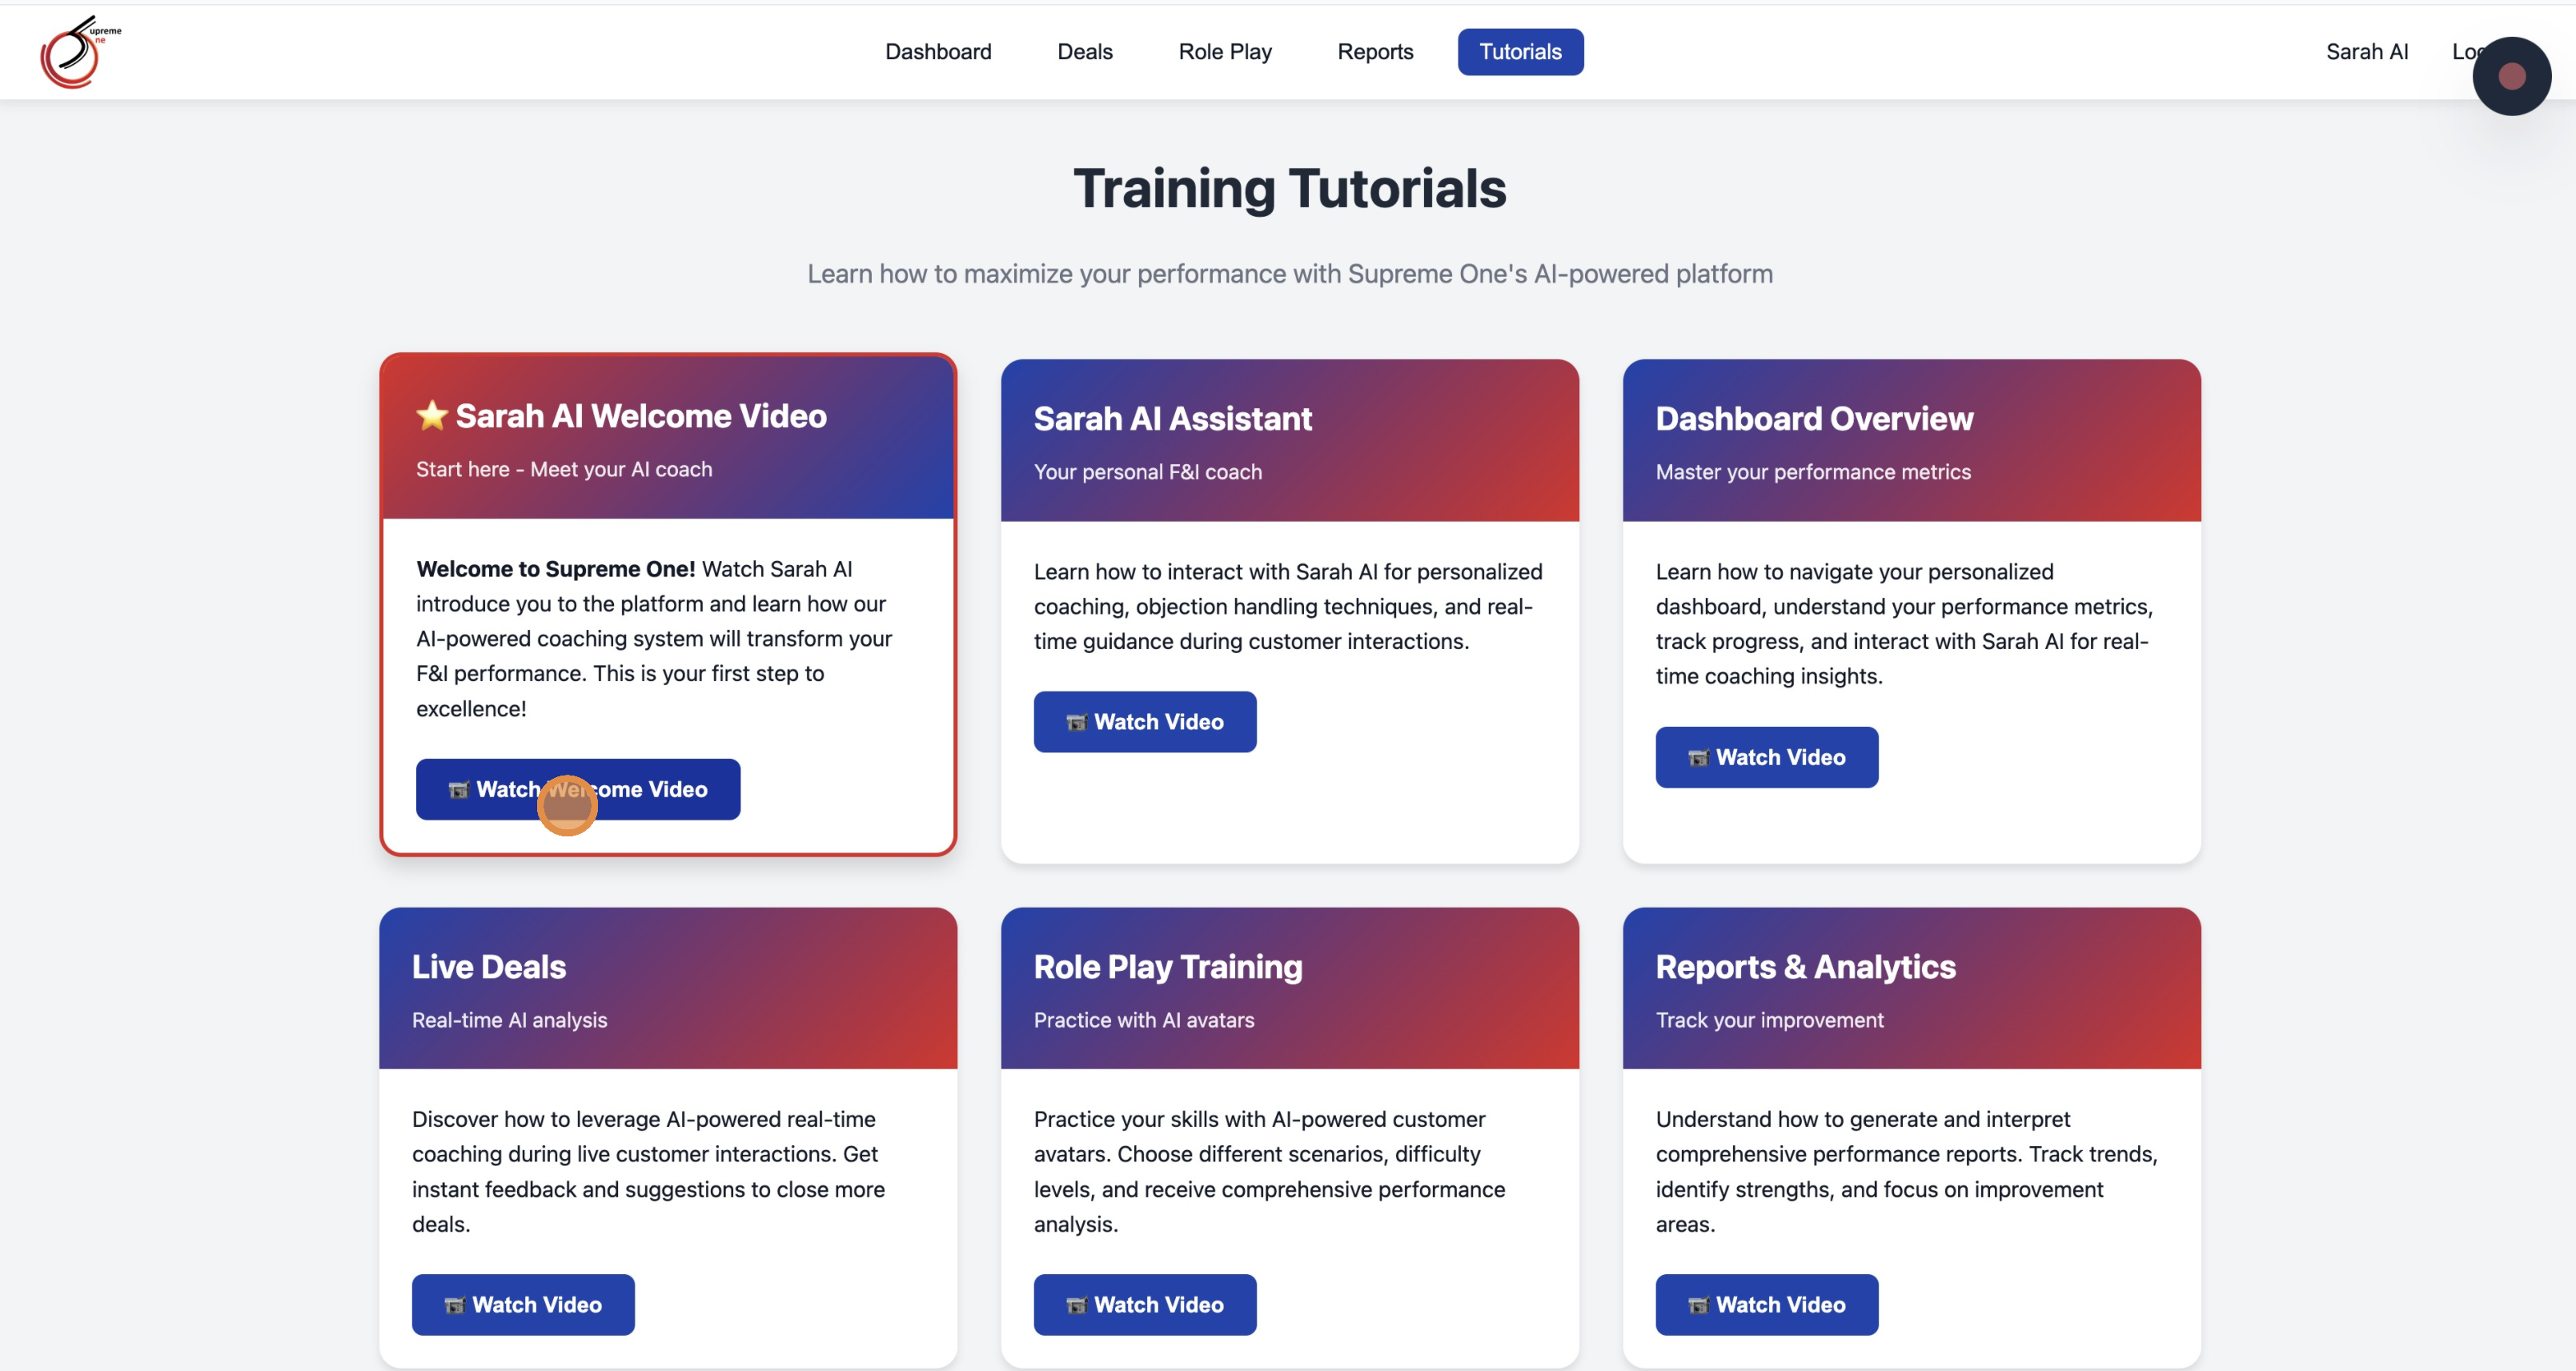 upreme
ne
Dashboard
Deals
Role Play
Reports
Tutorials
Sarah AI
Training Tutorials
Learn how to maximize your performance with Supreme One's AI-powered platform
Sarah AI Welcome Video
Start here - Meet your AI coach
Welcome to Supreme One! Watch Sarah AI
introduce you to the platform and learn how our
AI-powered coaching system will transform your
F&I performance. This is your first step to
excellence!
Watch Welcome Video
Sarah AI Assistant
Your personal F&I coach
Learn how to interact with Sarah AI for personalized
coaching, objection handling techniques, and real-
time guidance during customer interactions.
Watch Video
Dashboard Overview
Master your performance metrics
Learn how to navigate your personalized
dashboard, understand your performance metrics,
track progress, and interact with Sarah AI for real-
time coaching insights.
Watch Video
Live Deals
Real-time AI analysis
Discover how to leverage AI-powered real-time
coaching during live customer interactions. Get
instant feedback and suggestions to close more
deals.
Watch Video
Role Play Training
Practice with AI avatars
Practice your skills with AI-powered customer
avatars. Choose different scenarios, difficulty
levels, and receive comprehensive performance
analysis.
Watch Video
Reports & Analytics
Track your improvement
Understand how to generate and interpret
comprehensive performance reports. Track trends,
identify strengths, and focus on improvement
areas.
Watch Video